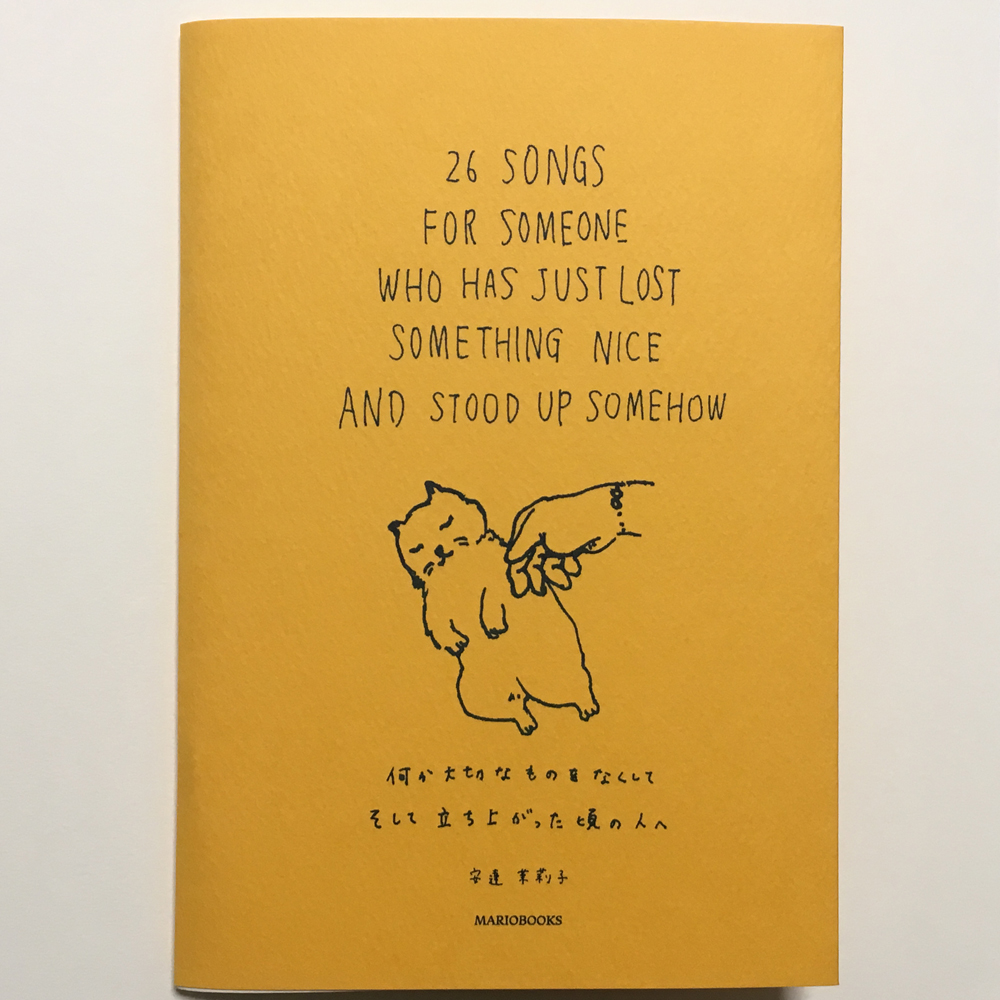 26 SONGS
FOR SOMEONE
WHO HAS JUST LOST
SOMETHING NICE
AND STOOD UP SOMEHOW
何か大切なものをなくして
そして立ち上がった頃の人へ
安達茉莉子
MARIOBOOKS